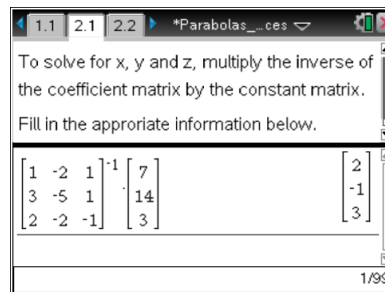 1.1 2.1 2.2 *Parabolas_...ces
To solve for x, y and z, multiply the inverse of
the coefficient matrix by the constant matrix.
Fill in the approriate information below.
[1 -2 1]-1 [7] [2]
[3 -5 1] · [14] [-1]
[2 -2 -1] [3] [3]
1/99